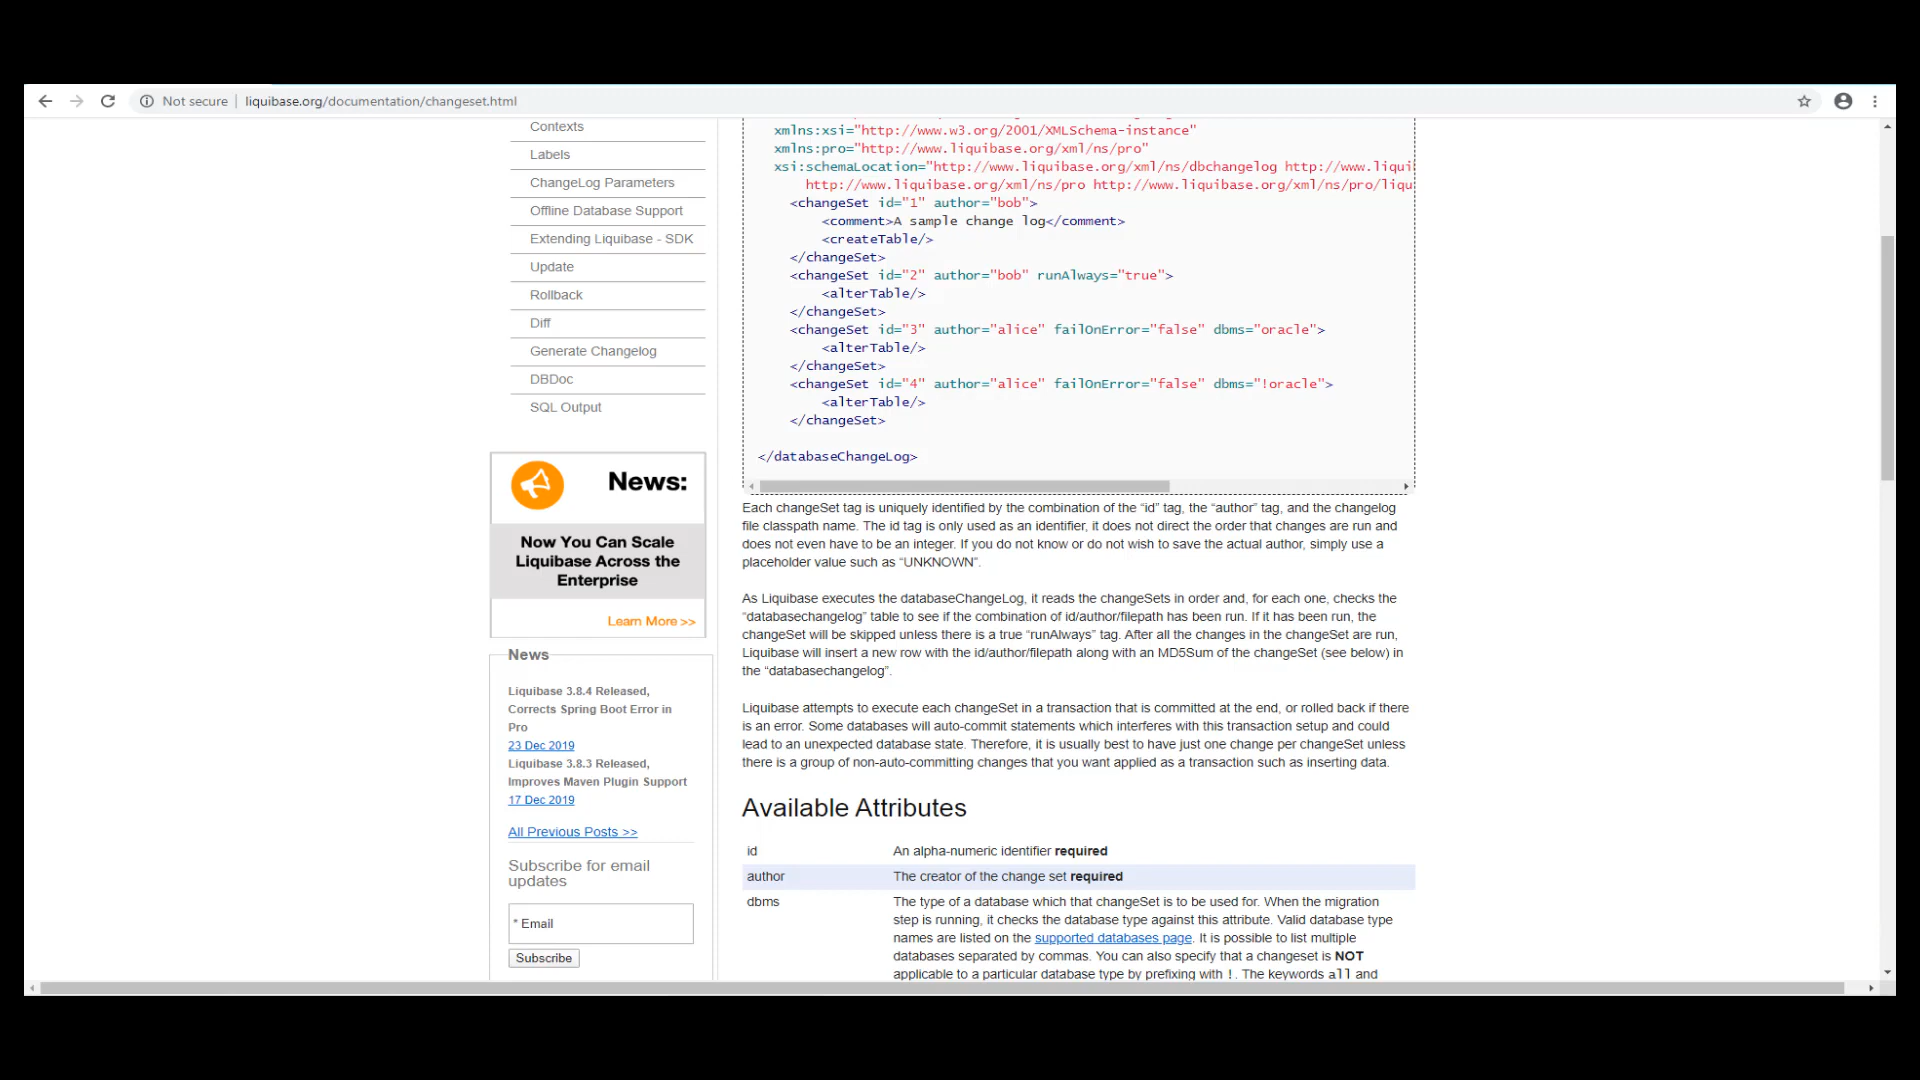 Not secure | liquibase.org/documentation/changeset.html
Contexts
Labels
ChangeLog Parameters
Offline Database Support
Extending Liquibase - SDK
Update
Rollback
Diff
Generate Changelog
DBDoc
SQL Output
News:
Now You Can Scale
Liquibase Across the
Enterprise
Learn More >>
News
Liquibase 3.8.4 Released,
Corrects Spring Boot Error in
Pro
23 Dec 2019
Liquibase 3.8.3 Released,
Improves Maven Plugin Support
17 Dec 2019
All Previous Posts >>
Subscribe for email
updates
* Email
Subscribe
xmlns:xsi="http://www.w3.org/2001/XMLSchema-instance"
xmlns:pro="http://www.liquibase.org/xml/ns/pro"
xsi:schemaLocation="http://www.liquibase.org/xml/ns/dbchangelog http://www.liqui
http://www.liquibase.org/xml/ns/pro http://www.liquibase.org/xml/ns/pro/liqu
<changeSet id="1" author="bob">
<comment>A sample change log</comment>
<createTable/>
</changeSet>
<changeSet id="2" author="bob" runAlways="true">
<alterTable/>
</changeSet>
<changeSet id="3" author="alice" failOnError="false" dbms="oracle">
<alterTable/>
</changeSet>
<changeSet id="4" author="alice" failOnError="false" dbms="!oracle">
<alterTable/>
</changeSet>
</databaseChangeLog>
Each changeSet tag is uniquely identified by the combination of the “id” tag, the “author” tag, and the changelog
file classpath name. The id tag is only used as an identifier, it does not direct the order that changes are run and
does not even have to be an integer. If you do not know or do not wish to save the actual author, simply use a
placeholder value such as “UNKNOWN”.
As Liquibase executes the databaseChangeLog, it reads the changeSets in order and, for each one, checks the
“databasechangelog” table to see if the combination of id/author/filepath has been run. If it has been run, the
changeSet will be skipped unless there is a true “runAlways” tag. After all the changes in the changeSet are run,
Liquibase will insert a new row with the id/author/filepath along with an MD5Sum of the changeSet (see below) in
the “databasechangelog”.
Liquibase attempts to execute each changeSet in a transaction that is committed at the end, or rolled back if there
is an error. Some databases will auto-commit statements which interferes with this transaction setup and could
lead to an unexpected database state. Therefore, it is usually best to have just one change per changeSet unless
there is a group of non-auto-committing changes that you want applied as a transaction such as inserting data.
Available Attributes
id An alpha-numeric identifier required
author The creator of the change set required
dbms The type of a database which that changeSet is to be used for. When the migration
step is running, it checks the database type against this attribute. Valid database type
names are listed on the supported databases page. It is possible to list multiple
databases separated by commas. You can also specify that a changeset is NOT
applicable to a particular database type by prefixing with !. The keywords all and